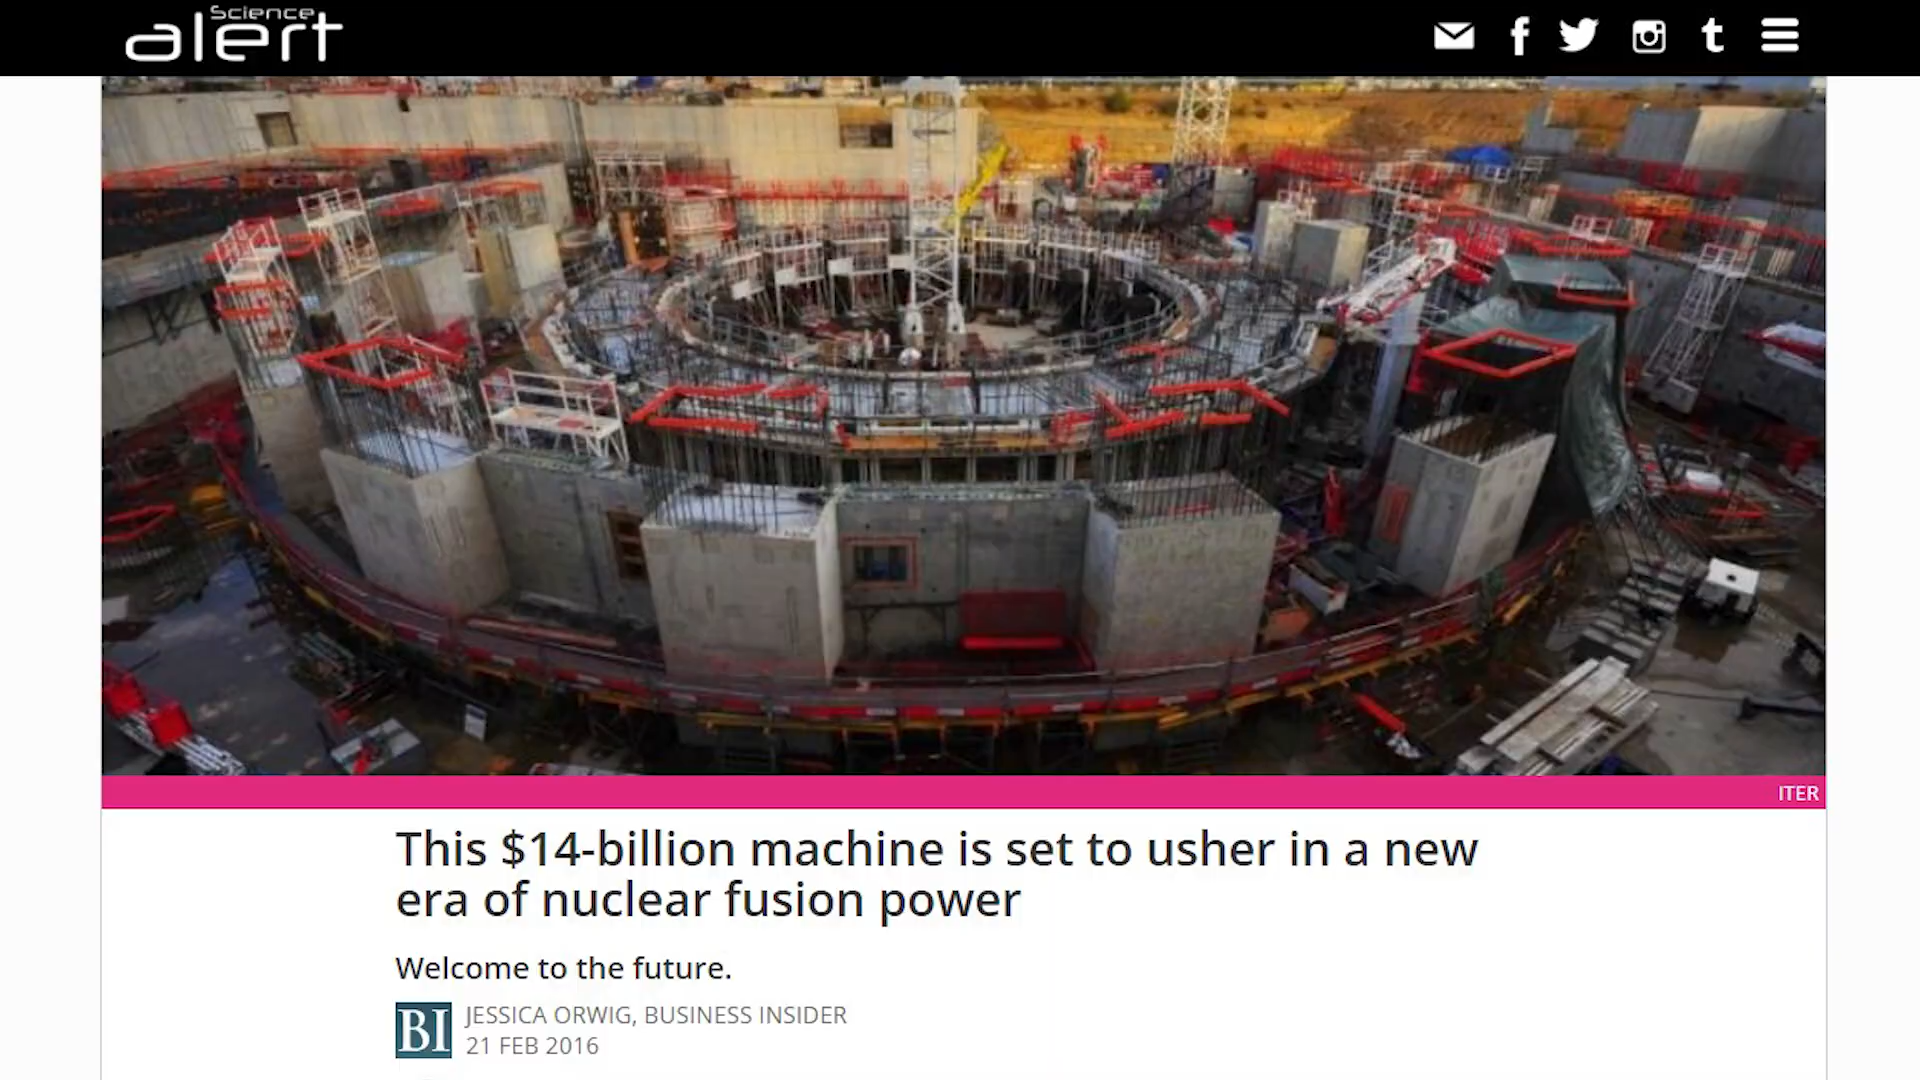 Science
alert
ITER
This $14-billion machine is set to usher in a new
era of nuclear fusion power
Welcome to the future.
BI
JESSICA ORWIG, BUSINESS INSIDER
21 FEB 2016